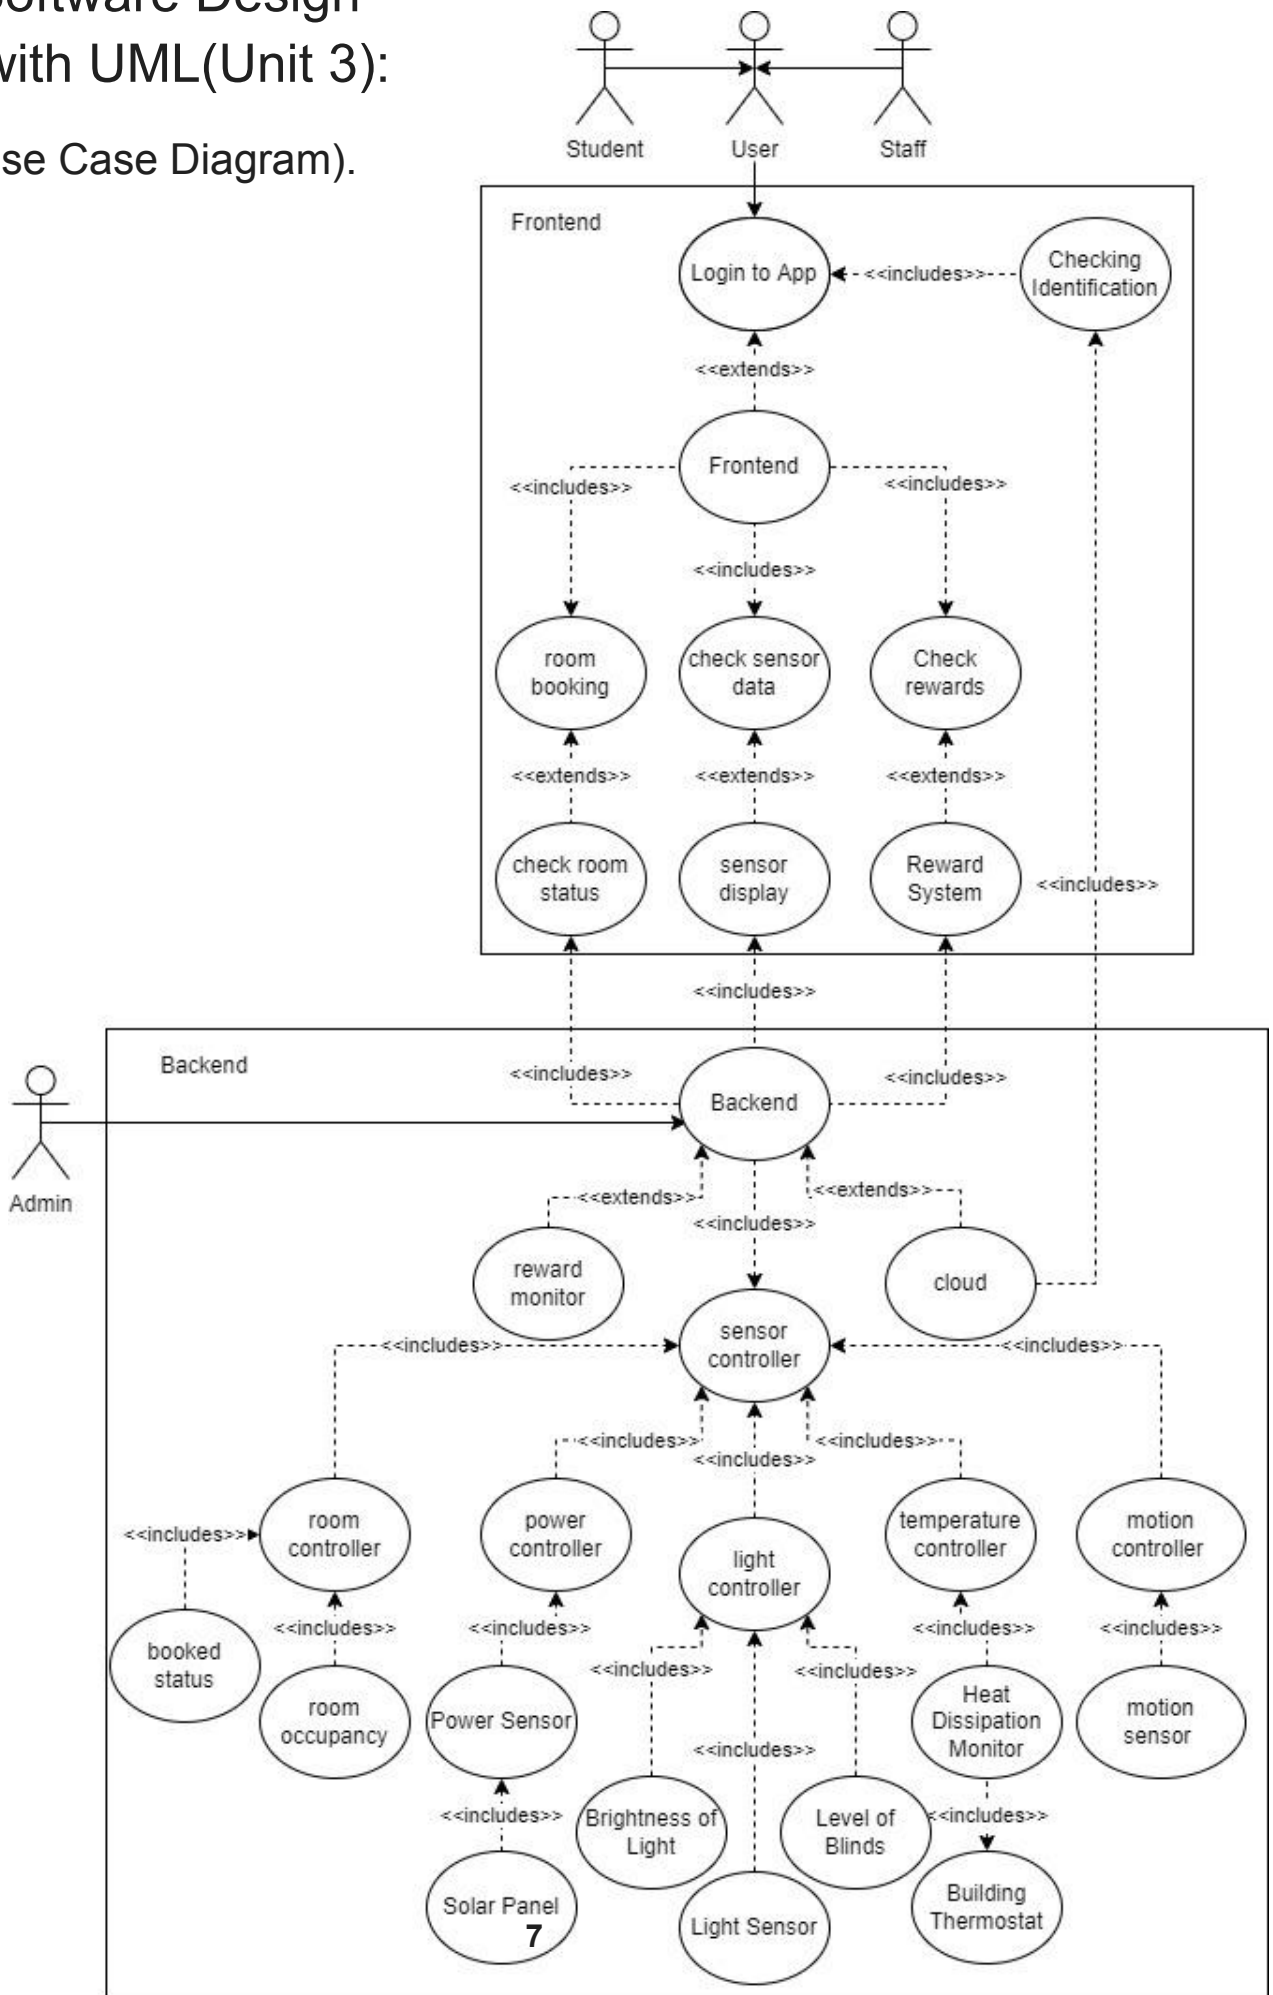 Software Design
with UML(Unit 3):
se Case Diagram).
Student
User
Staff
Frontend
Login to App
<<includes>>
Checking
Identification
<<extends>>
Frontend
<<includes>>
<<includes>>
<<includes>>
room
booking
check sensor
data
Check
rewards
<<extends>>
<<extends>>
<<extends>>
check room
status
sensor
display
Reward
System
<<includes>>
<<includes>>
Backend
<<includes>>
Backend
<<includes>>
Admin
<<extends>>
<<includes>>
<<extends>>
reward
monitor
cloud
sensor
controller
<<includes>>
<<includes>>
<<includes>>
<<includes>>
<<includes>>
room
controller
power
controller
light
controller
temperature
controller
motion
controller
<<includes>>
<<includes>>
<<includes>>
<<includes>>
<<includes>>
booked
status
room
occupancy
Power Sensor
<<includes>>
<<includes>>
<<includes>>
Heat
Dissipation
Monitor
motion
sensor
<<includes>>
Brightness of
Light
Level of
Blinds
<<includes>>
Solar Panel
7
Light Sensor
Building
Thermostat